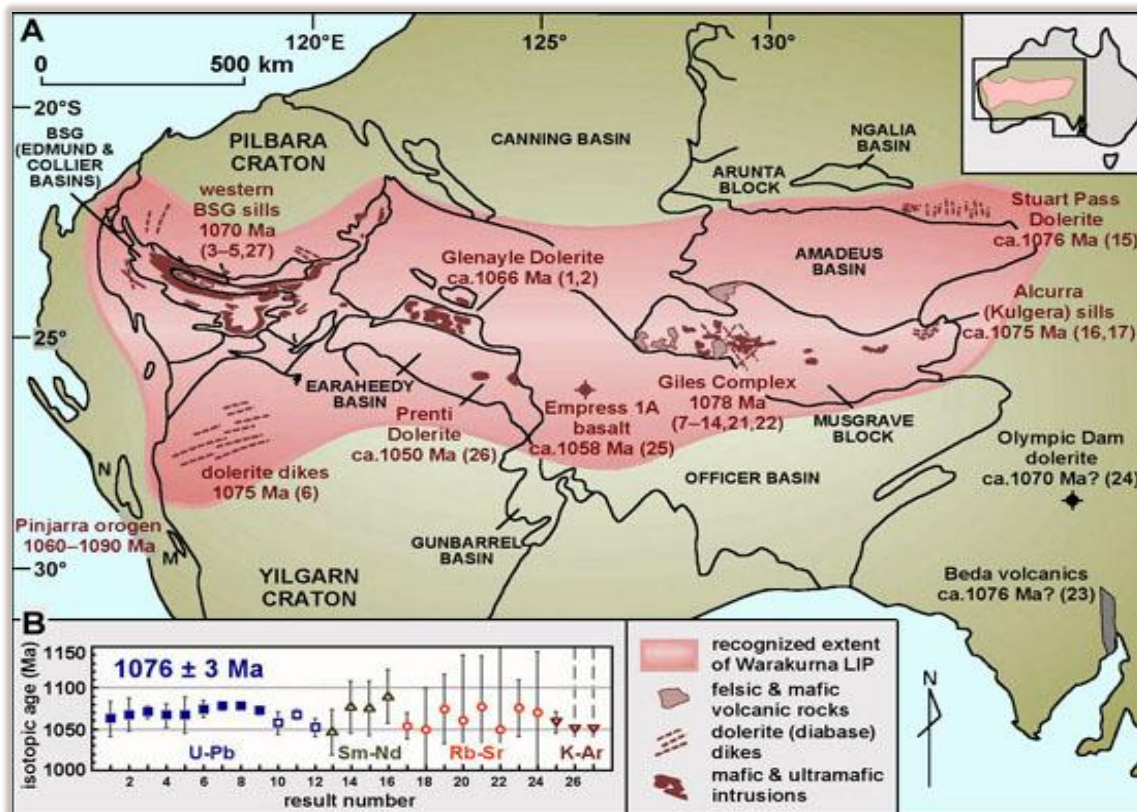 A
120°E
125°
130°
0
500 km
20°S
BSG
(EDMUND &
COLLIER
BASINS)
PILBARA
CRATON
CANNING BASIN
NGALIA
BASIN
ARUNTA
BLOCK
western
BSG sills
1070 Ma
(3–5,27)
Stuart Pass
Dolerite
ca.1076 Ma (15)
Glenayle Dolerite
ca.1066 Ma (1,2)
AMADEUS
BASIN
Alcurra
(Kulgera) sills
ca.1075 Ma (16,17)
25°
EARAHEEDY
BASIN
Prenti
Dolerite
ca.1050 Ma (26)
Empress 1A
basalt
ca.1058 Ma (25)
Giles Complex
1078 Ma
(7–14,21,22)
MUSGRAVE
BLOCK
Olympic Dam
dolerite
ca.1070 Ma? (24)
dolerite dikes
1075 Ma (6)
OFFICER BASIN
N
Pinjarra orogen
1060–1090 Ma
M
GUNBARREL
BASIN
30°
YILGARN
CRATON
Beda volcanics
ca.1076 Ma? (23)
B
isotopic age (Ma)
1150
1100
1050
1000
1076 ± 3 Ma
U-Pb
Sm-Nd
Rb-Sr
K-Ar
2 4 6 8 10 12 14 16 18 20 22 24 26
result number
recognized extent
of Warakurna LIP
felsic & mafic
volcanic rocks
dolerite (diabase)
dikes
mafic & ultramafic
intrusions
N